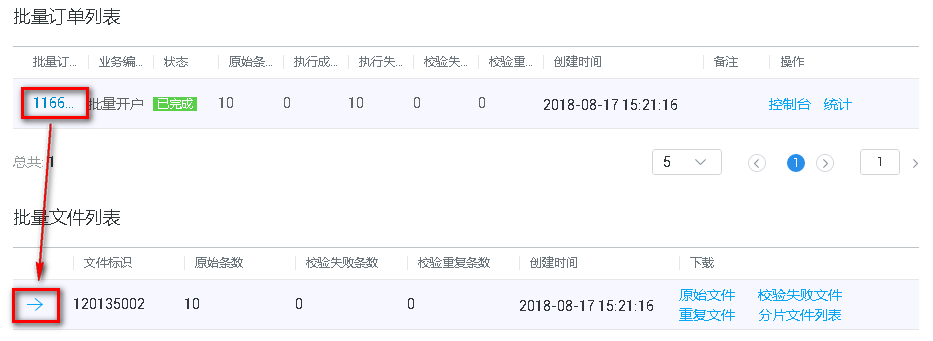 批量订单列表
批量订... 业务编... 状态 原始条... 执行成... 执行失... 校验失... 校验重... 创建时间 备注 操作
1166... 批量开户 已完成 10 0 10 0 0 2018-08-17 15:21:16 控制台 统计
总共: 1 5 1 1
批量文件列表
文件标识 原始条数 校验失败条数 校验重复条数 创建时间 下载
120135002 10 0 0 2018-08-17 15:21:16 原始文件 校验失败文件
重复文件 分片文件列表